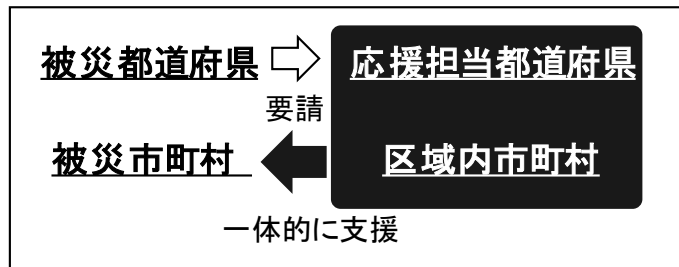 被災都道府県
応援担当都道府県
要請
被災市町村
区域内市町村
一体的に支援